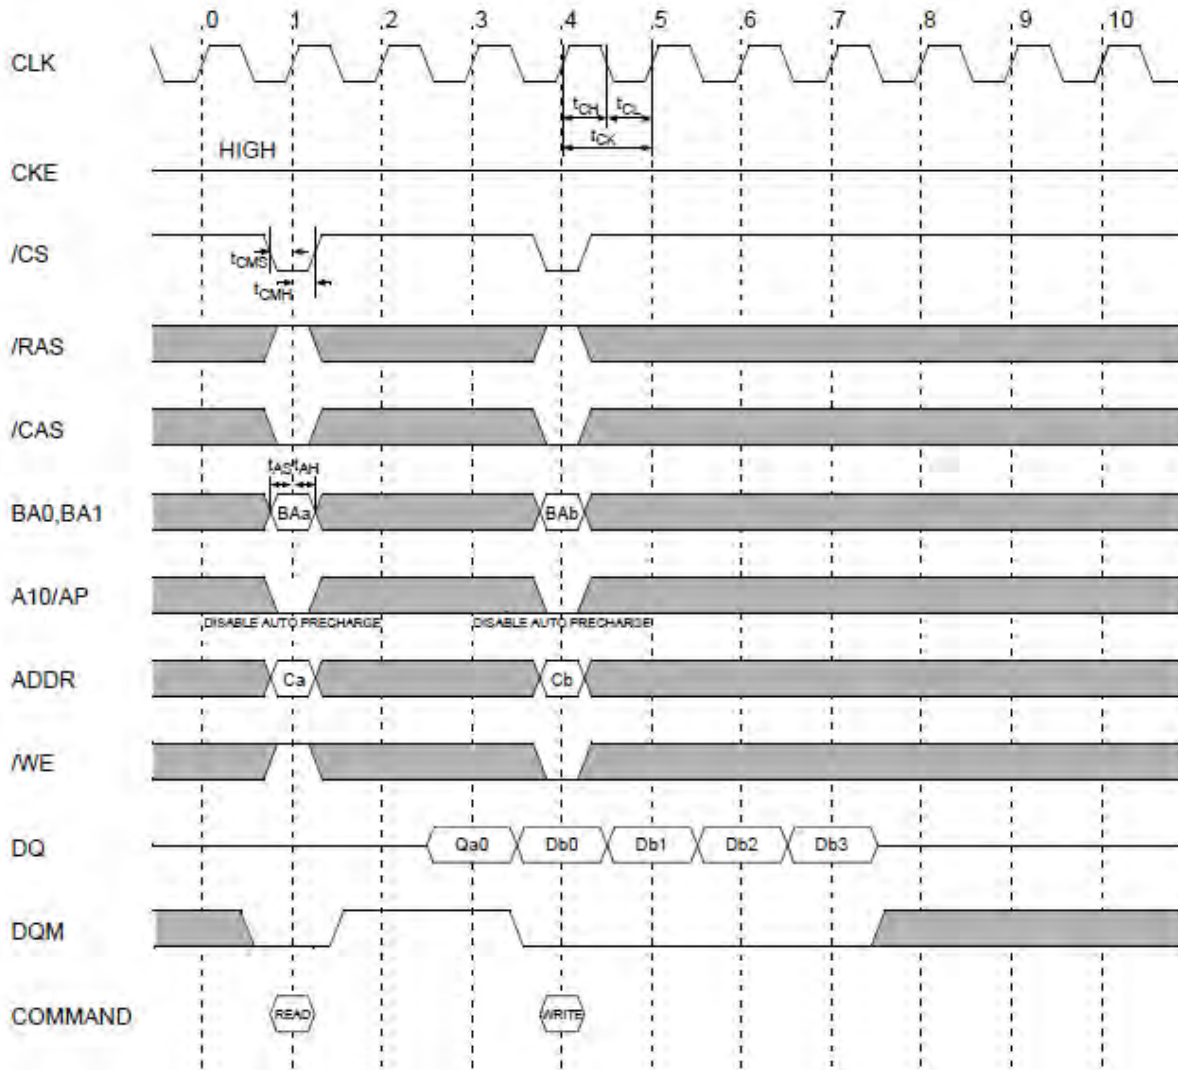 0 1 2 3 4 5 6 7 8 9 10
CLK
tCH tCL
tCK
HIGH
CKE
/CS
tCMS
tCMH
/RAS
/CAS
tAS tAH
BA0,BA1 BAa BAb
A10/AP
DISABLE AUTO PRECHARGE DISABLE AUTO PRECHARGE
ADDR Ca Cb
/WE
DQ Qa0 Db0 Db1 Db2 Db3
DQM
COMMAND READ WRITE